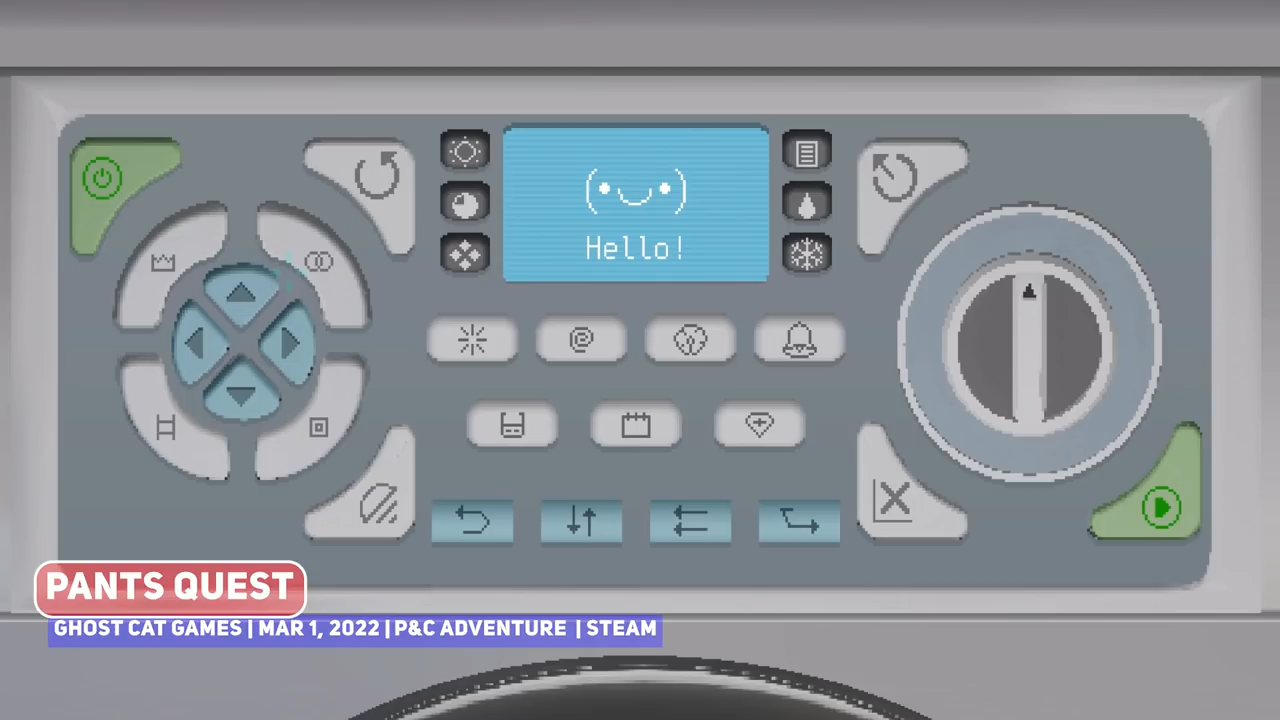 (•‿•)
Hello!
PANTS QUEST
GHOST CAT GAMES | MAR 1, 2022 | P&C ADVENTURE | STEAM